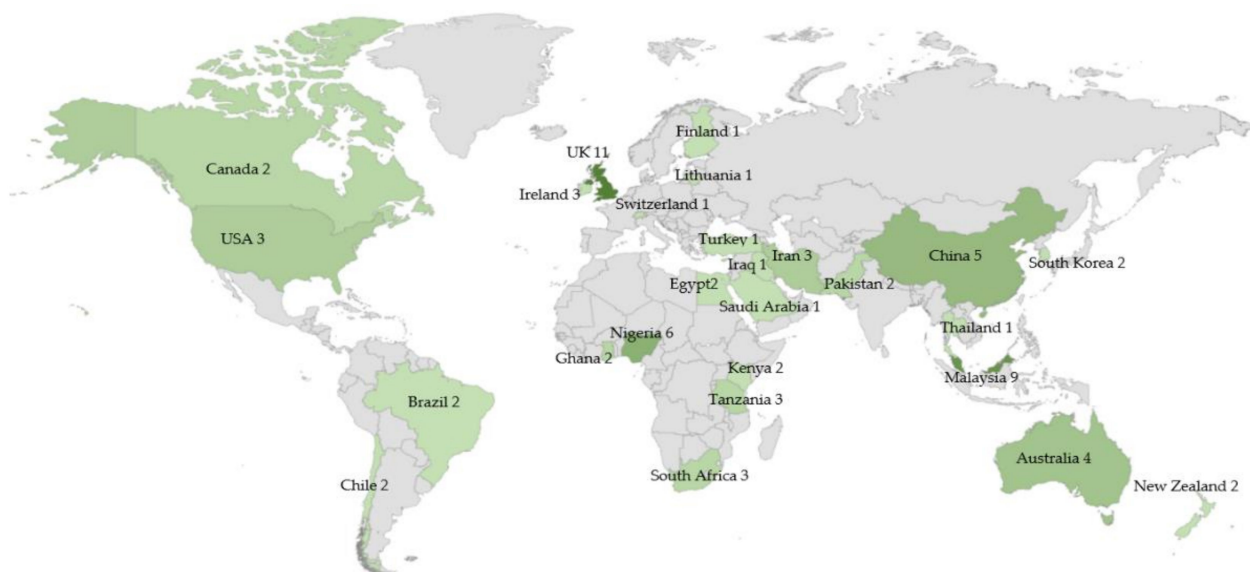 Finland 1
UK 11
Canada 2
Lithuania 1
Ireland 3
Switzerland 1
USA 3
Turkey 1
Iran 3
China 5
Iraq 1
South Korea 2
Egypt2
Pakistan 2
Saudi Arabia 1
Nigeria 6
Thailand 1
Ghana 2
Kenya 2
Malaysia 9
Brazil 2
Tanzania 3
Australia 4
South Africa 3
Chile 2
New Zealand 2